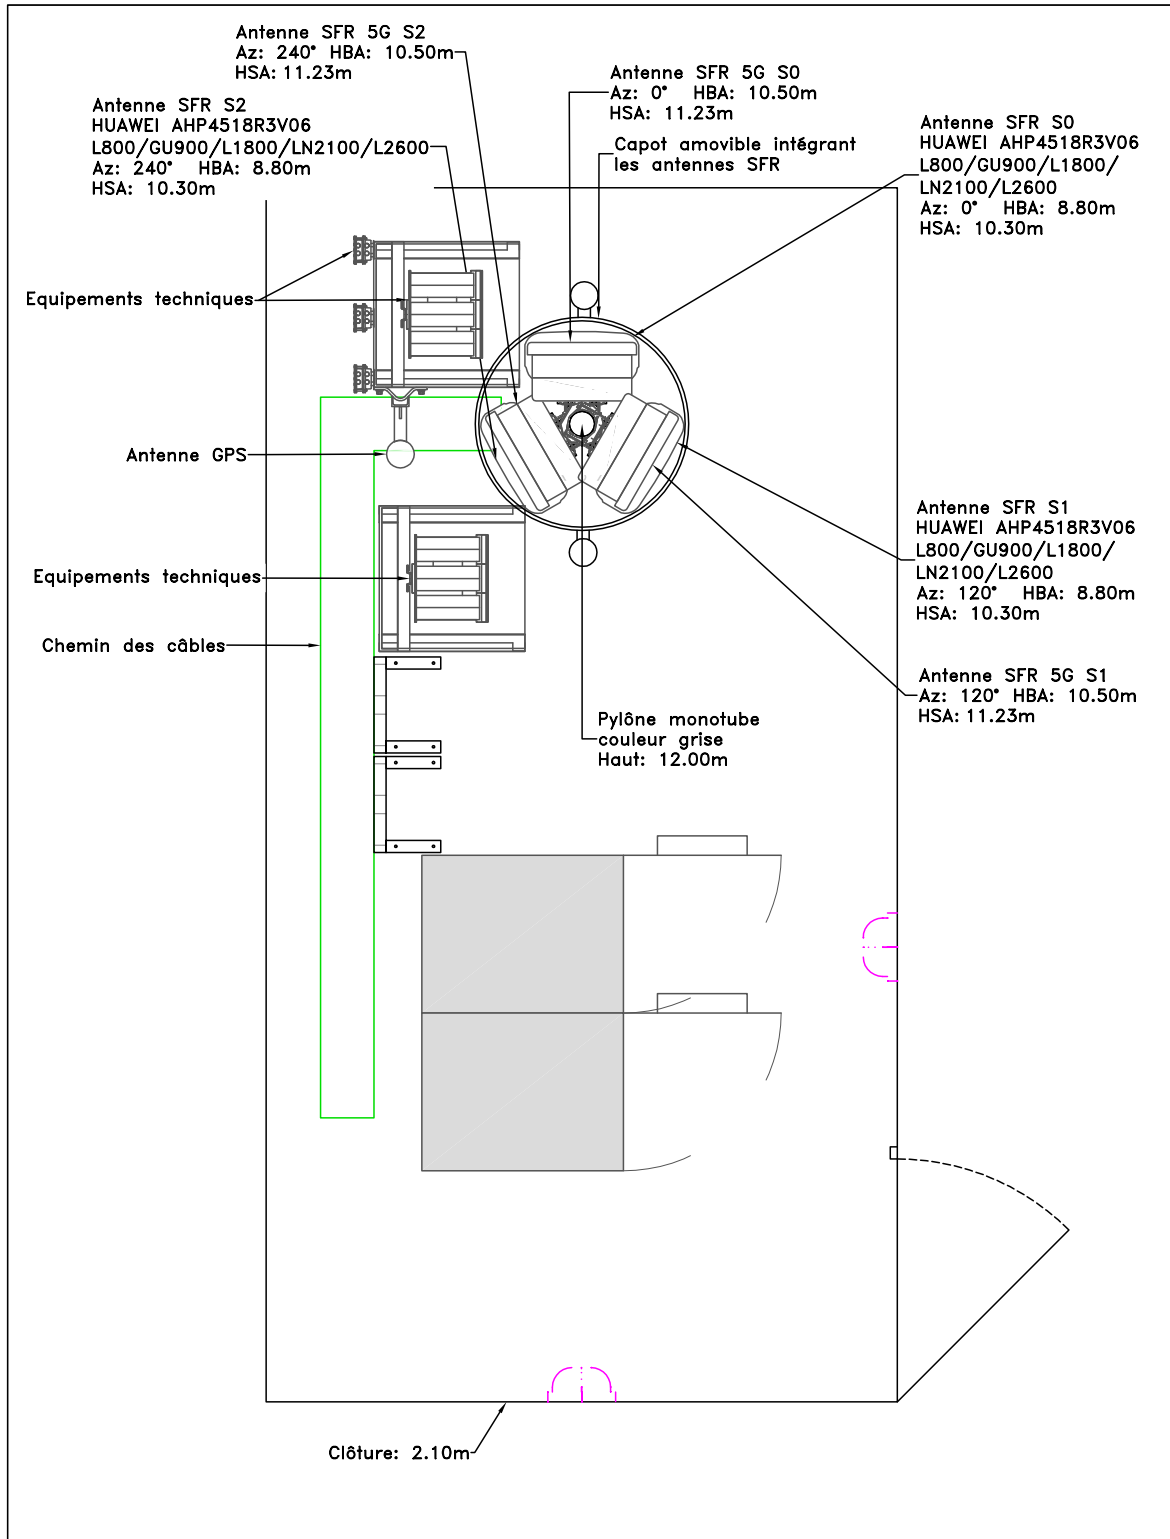 Antenne SFR 5G S2
Az: 240° HBA: 10.50m
HSA: 11.23m
Antenne SFR S2
HUAWEI AHP4518R3V06
L800/GU900/L1800/LN2100/L2600
Az: 240° HBA: 8.80m
HSA: 10.30m
Antenne SFR 5G S0
Az: 0° HBA: 10.50m
HSA: 11.23m
Capot amovible intégrant
les antennes SFR
Antenne SFR S0
HUAWEI AHP4518R3V06
L800/GU900/L1800/
LN2100/L2600
Az: 0° HBA: 8.80m
HSA: 10.30m
Equipements techniques
Antenne GPS
Equipements techniques
Chemin des câbles
Antenne SFR S1
HUAWEI AHP4518R3V06
L800/GU900/L1800/
LN2100/L2600
Az: 120° HBA: 8.80m
HSA: 10.30m
Antenne SFR 5G S1
Az: 120° HBA: 10.50m
HSA: 11.23m
Pylône monotube
couleur grise
Haut: 12.00m
Clôture: 2.10m